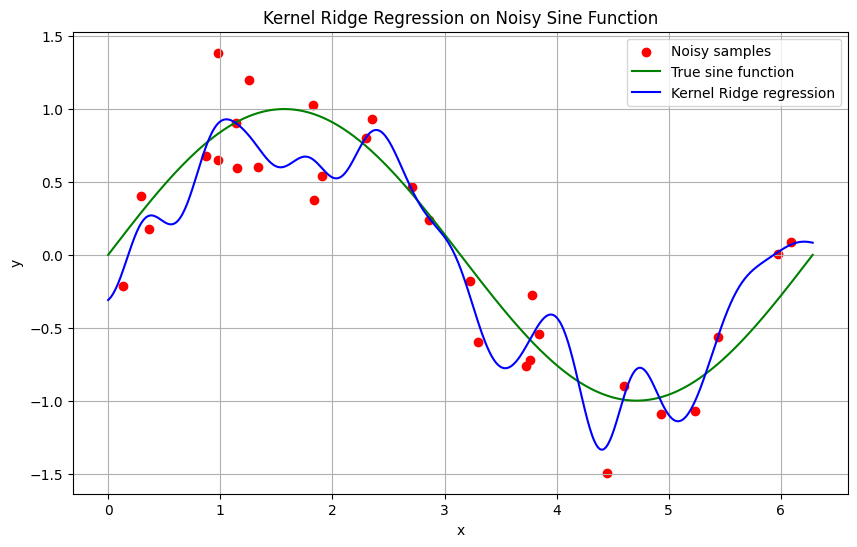 Kernel Ridge Regression on Noisy Sine Function
Noisy samples
True sine function
Kernel Ridge regression
1.5
1.0
0.5
0.0
−0.5
−1.0
−1.5
y
0 1 2 3 4 5 6
x